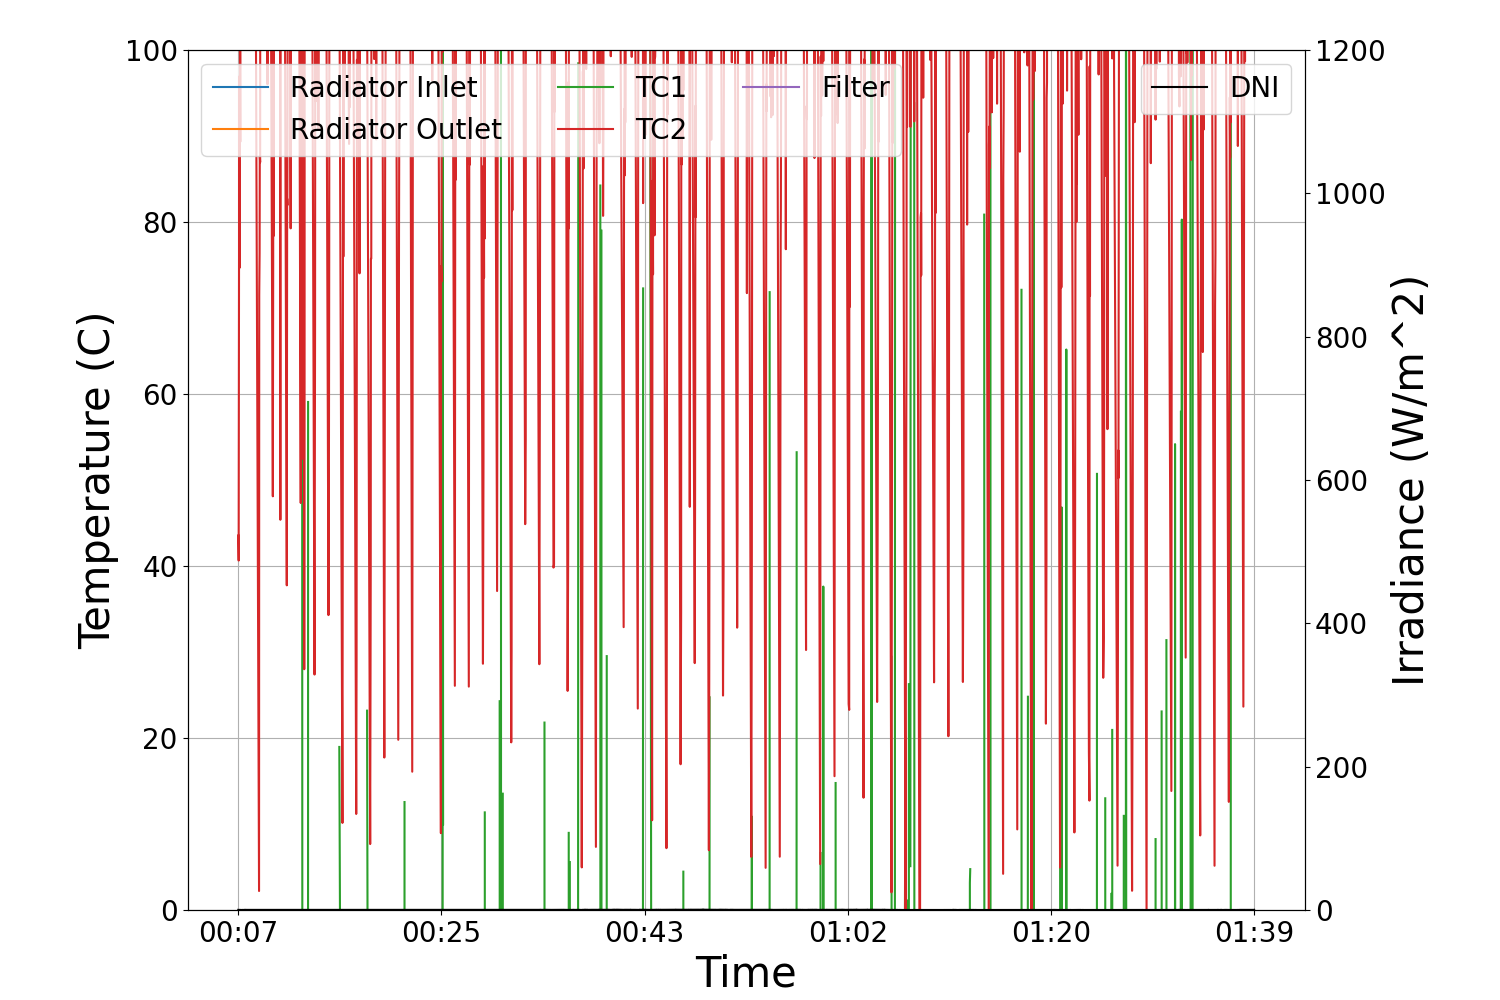 100
80
60
40
20
0
Temperature (C)
Radiator Inlet
Radiator Outlet
TC1
TC2
Filter
DNI
1200
1000
800
600
400
200
0
Irradiance (W/m^2)
00:07
00:25
00:43
01:02
01:20
01:39
Time